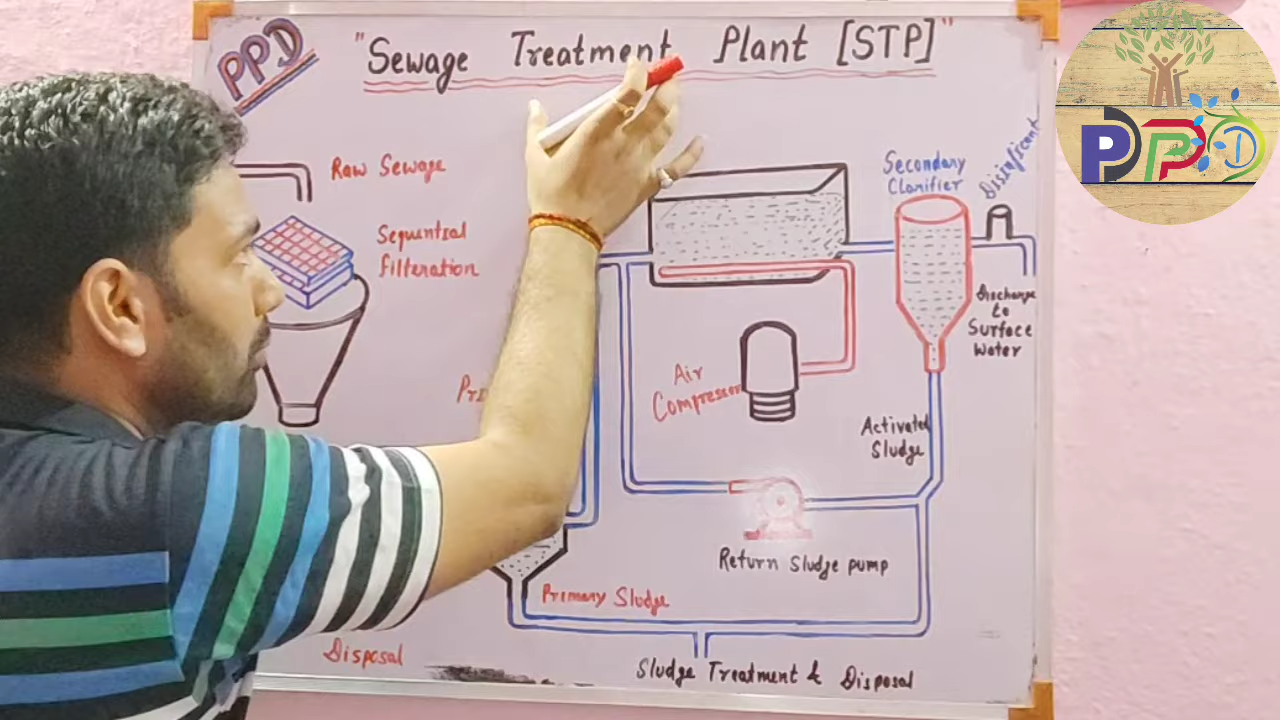 PPD
"Sewage Treatment Plant [STP]"
PPD
Raw Sewage
Sequential
filteration
Secondary
Clarifier
Air
Compressor
Discharge
to
Surface
Water
Activated
Sludge
Return Sludge pump
Primary Sludge
Disposal
Sludge Treatment & Disposal